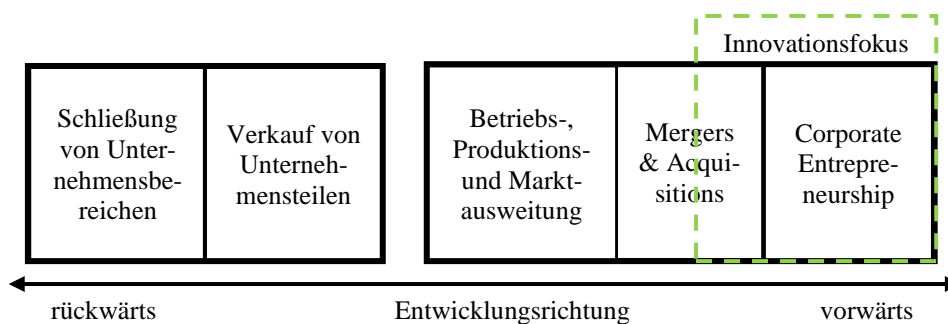 Innovationsfokus
Schließung
von Unter-
nehmensbe-
reichen
Verkauf von
Unterneh-
mensteilen
Betriebs-,
Produktions-
und Markt-
ausweitung
Mergers
& Acqui-
sitions
Corporate
Entrepre-
neurship
rückwärts
Entwicklungsrichtung
vorwärts